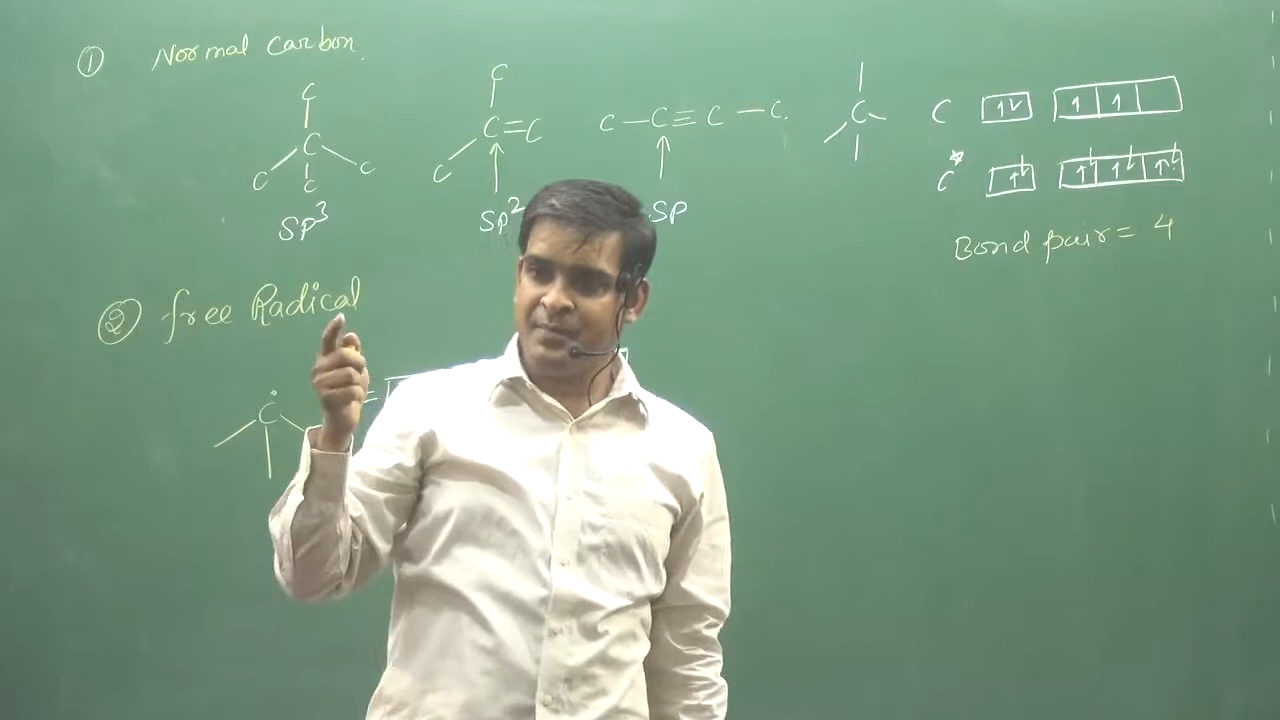 ① Normal Carbon.
C C
C C=C C—C≡C—C. C C ↑↓ ↑ ↑
C C C C C* ↑↓ ↑↓ ↑↓ ↑↓
SP³ SP² SP
Bond pair = 4
② free Radical
Ċ =